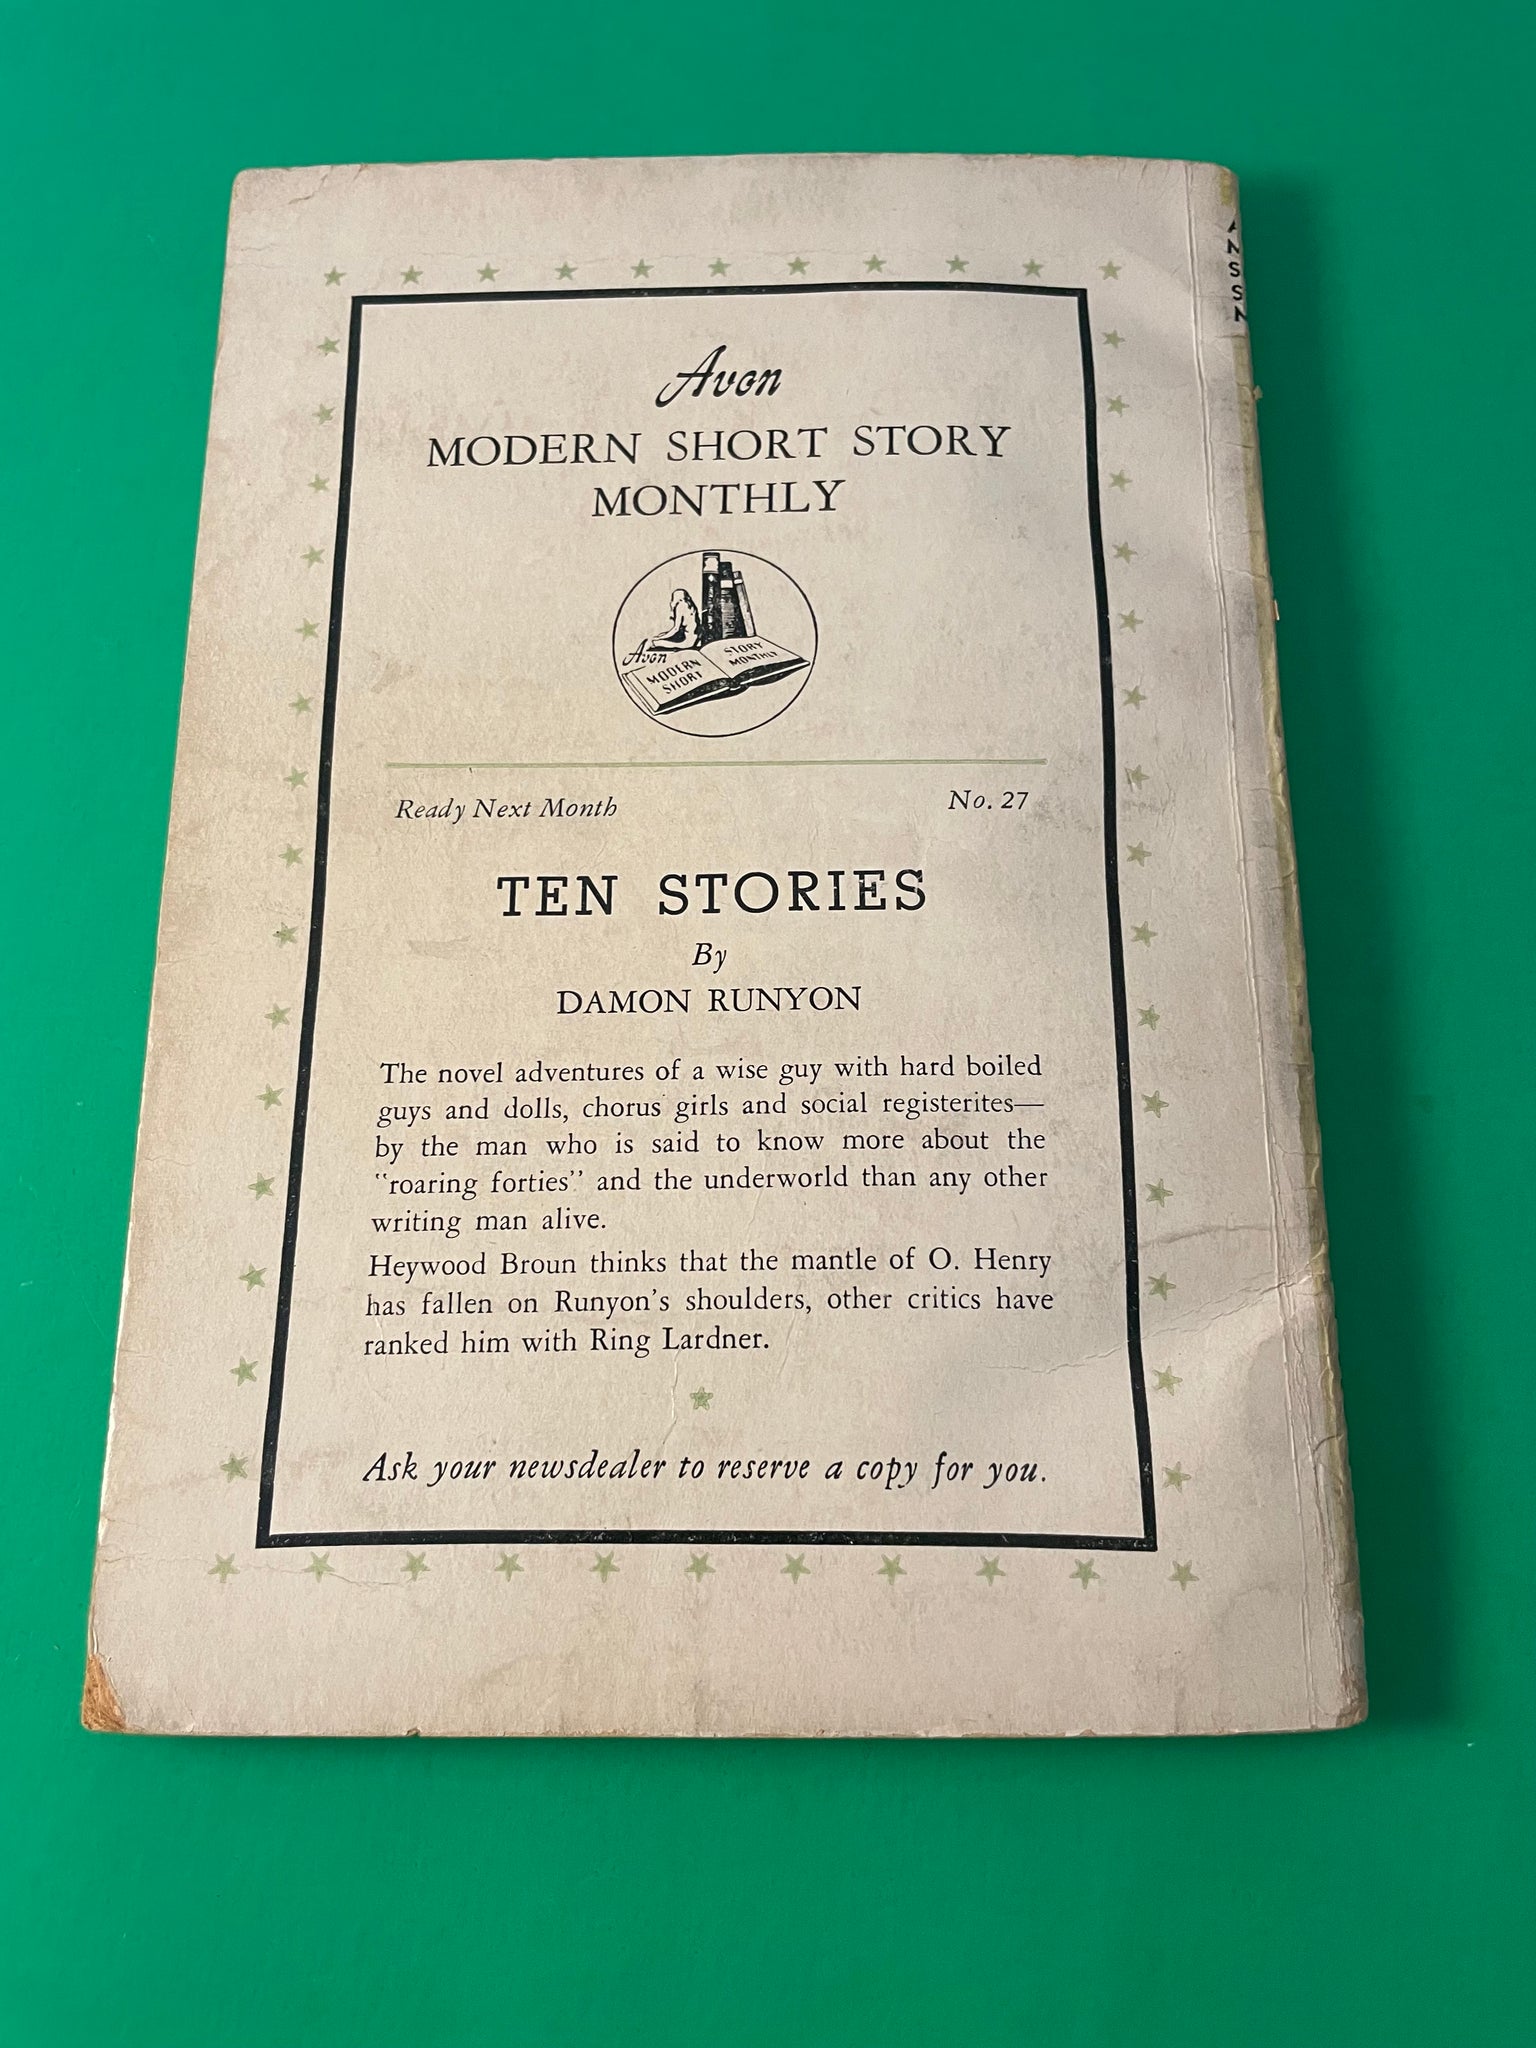 Avon
MODERN SHORT STORY
MONTHLY
Avon
MODERN
SHORT
STORY
MONTHLY
Ready Next Month
No. 27
TEN STORIES
By
DAMON RUNYON
The novel adventures of a wise guy with hard boiled
guys and dolls, chorus girls and social registerites—
by the man who is said to know more about the
"roaring forties" and the underworld than any other
writing man alive.
Heywood Broun thinks that the mantle of O. Henry
has fallen on Runyon's shoulders, other critics have
ranked him with Ring Lardner.
Ask your newsdealer to reserve a copy for you.